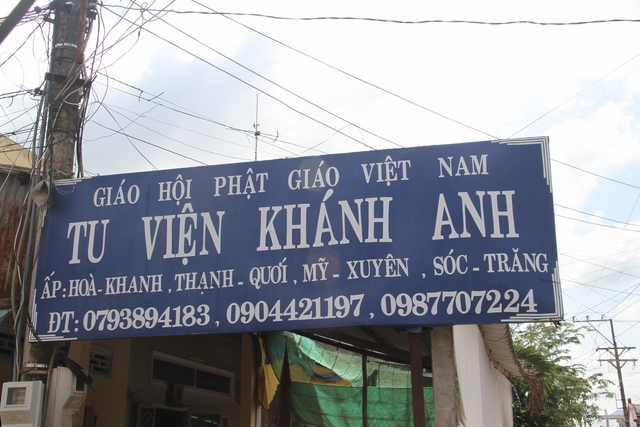 GIÁO HỘI PHẬT GIÁO VIỆT NAM
TU VIỆN KHÁNH ANH
ẤP: HOÀ - KHANH , THẠNH - QUƠÍ , MỸ - XUYÊN , SÓC - TRĂNG
ĐT: 0793894183 , 0904421197 , 0987707224